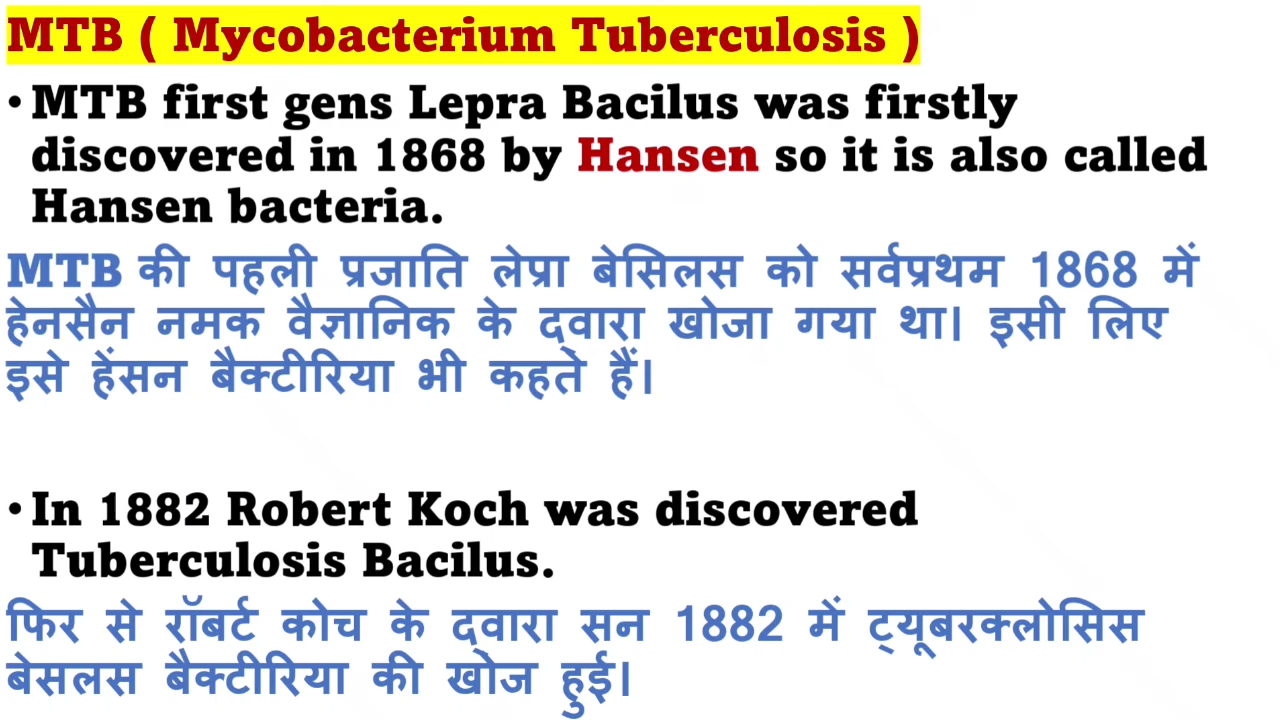 MTB ( Mycobacterium Tuberculosis )
• MTB first gens Lepra Bacilus was firstly
discovered in 1868 by Hansen so it is also called
Hansen bacteria.
MTB की पहली प्रजाति लेप्रा बेसिलस को सर्वप्रथम 1868 में
हेनसैन नमक वैज्ञानिक के द्वारा खोजा गया था। इसी लिए
इसे हेंसन बैक्टीरिया भी कहते हैं।
• In 1882 Robert Koch was discovered
Tuberculosis Bacilus.
फिर से रॉबर्ट कोच के द्वारा सन 1882 में ट्यूबरक्लोसिस
बेसलस बैक्टीरिया की खोज हुई।